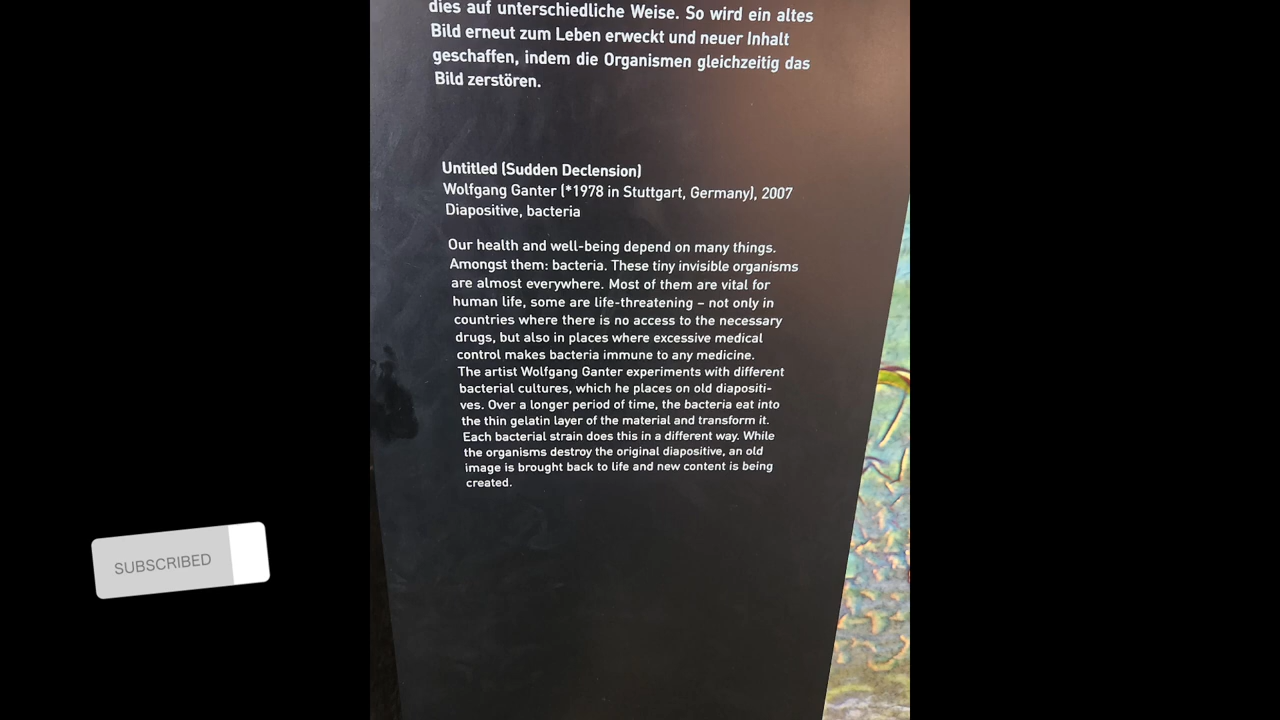 dies auf unterschiedliche Weise. So wird ein altes
Bild erneut zum Leben erweckt und neuer Inhalt
geschaffen, indem die Organismen gleichzeitig das
Bild zerstören.
Untitled (Sudden Declension)
Wolfgang Ganter (*1978 in Stuttgart, Germany), 2007
Diapositive, bacteria
Our health and well-being depend on many things.
Amongst them: bacteria. These tiny invisible organisms
are almost everywhere. Most of them are vital for
human life, some are life-threatening – not only in
countries where there is no access to the necessary
drugs, but also in places where excessive medical
control makes bacteria immune to any medicine.
The artist Wolfgang Ganter experiments with different
bacterial cultures, which he places on old diapositi-
ves. Over a longer period of time, the bacteria eat into
the thin gelatin layer of the material and transform it.
Each bacterial strain does this in a different way. While
the organisms destroy the original diapositive, an old
image is brought back to life and new content is being
created.
SUBSCRIBED